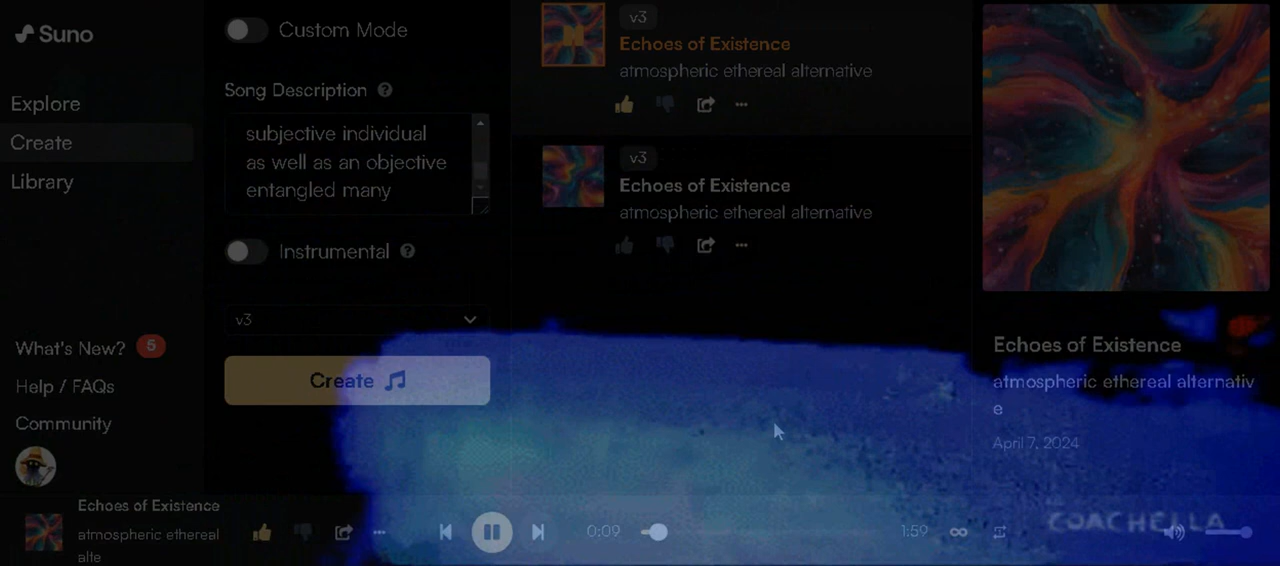 Suno
Explore
Create
Library
What's New? 5
Help / FAQs
Community
Custom Mode
Song Description
subjective individual
as well as an objective
entangled many
Instrumental
v3
Create
v3
Echoes of Existence
atmospheric ethereal alternative
v3
Echoes of Existence
atmospheric ethereal alternative
Echoes of Existence
atmospheric ethereal alternativ
e
April 7, 2024
Echoes of Existence
atmospheric ethereal
alte
0:09
1:59
COACHELLA